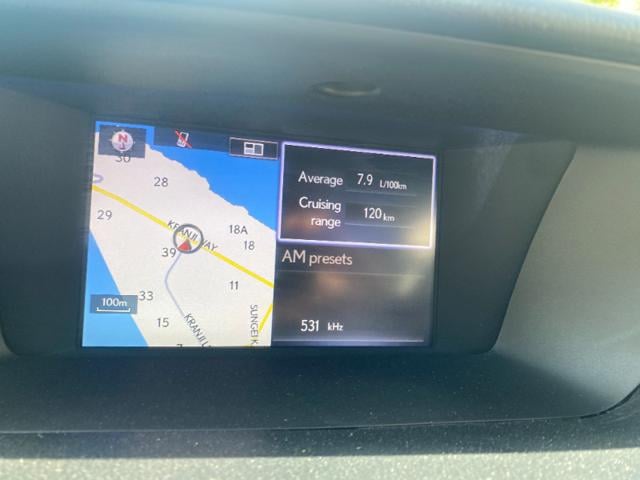 N
30
28
29
KRANJI WAY
18A
18
39
11
33
100m
15
KRANJI L
SUNGEI K
Average 7.9 L/100km
Cruising
range 120 km
AM presets
531 kHz